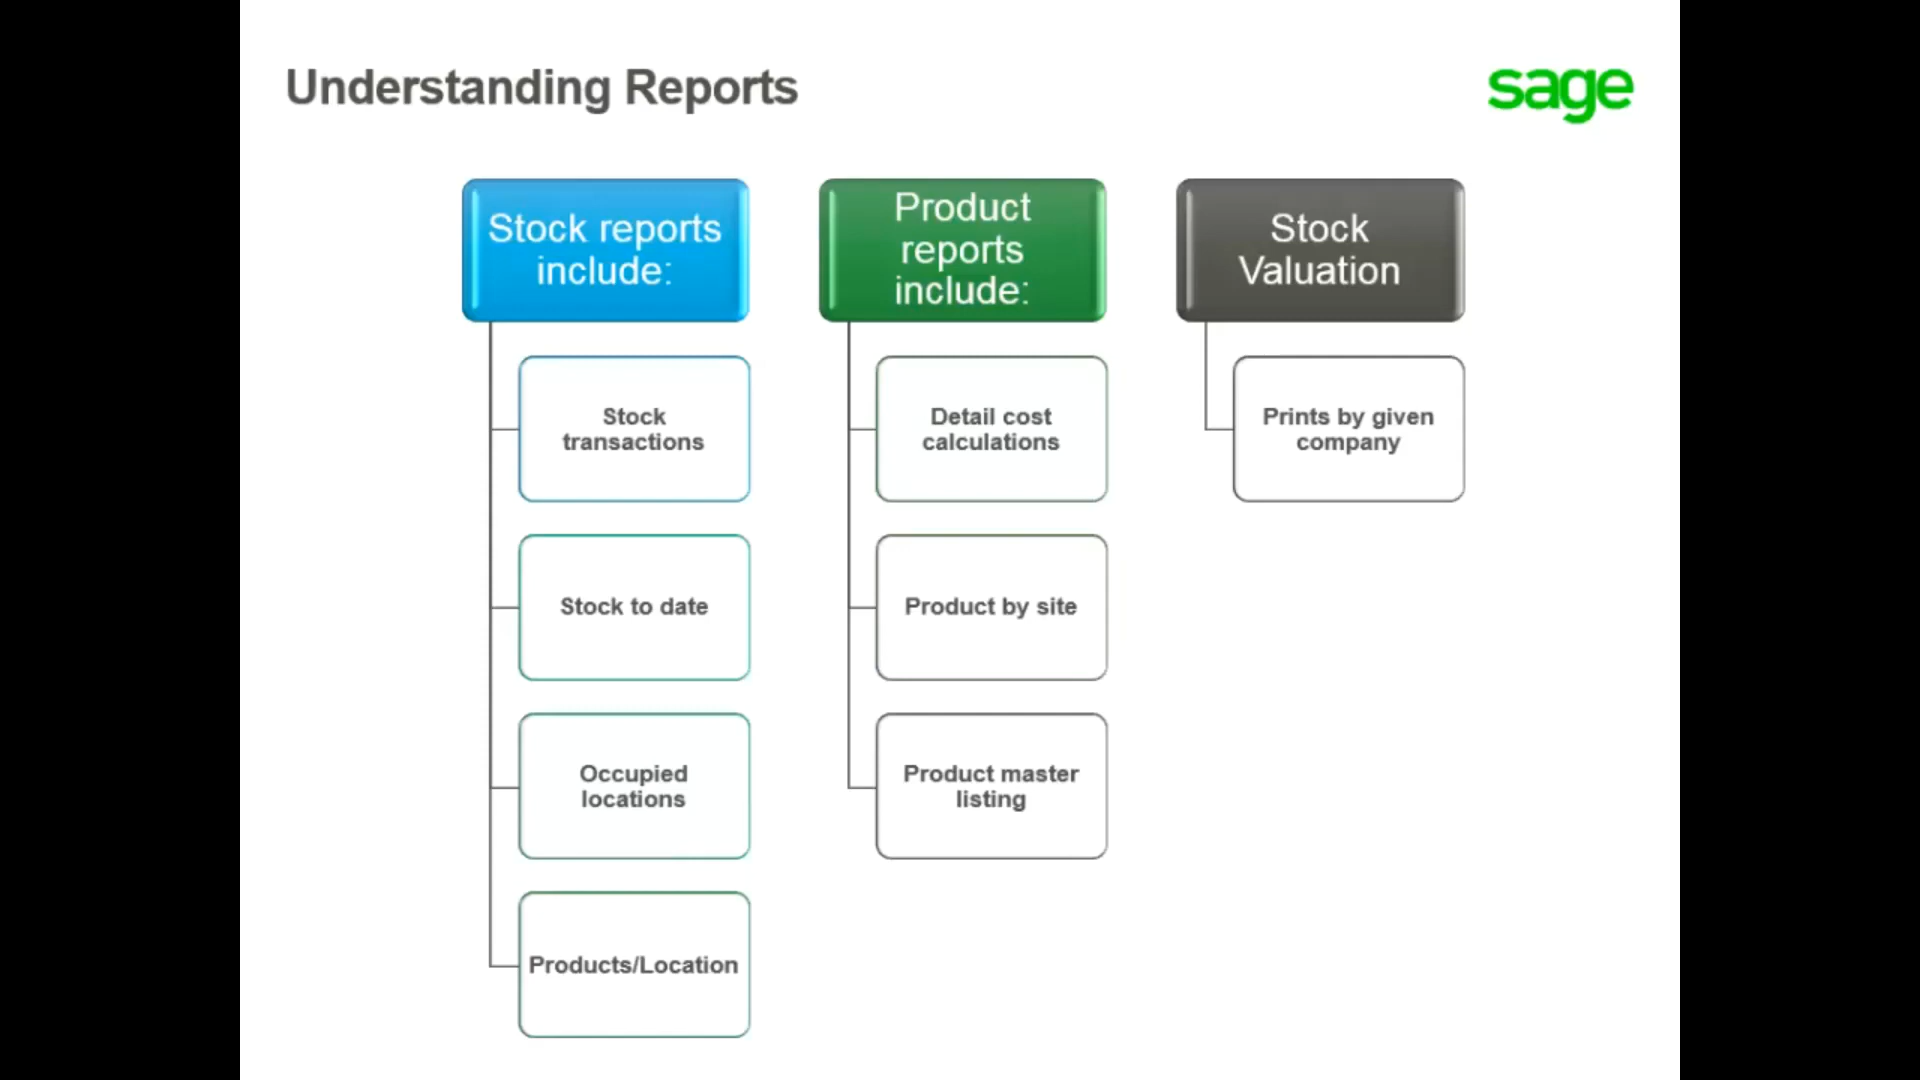 Understanding Reports
sage
Stock reports
include:
Stock
transactions
Stock to date
Occupied
locations
Products/Location
Product
reports
include:
Detail cost
calculations
Product by site
Product master
listing
Stock
Valuation
Prints by given
company